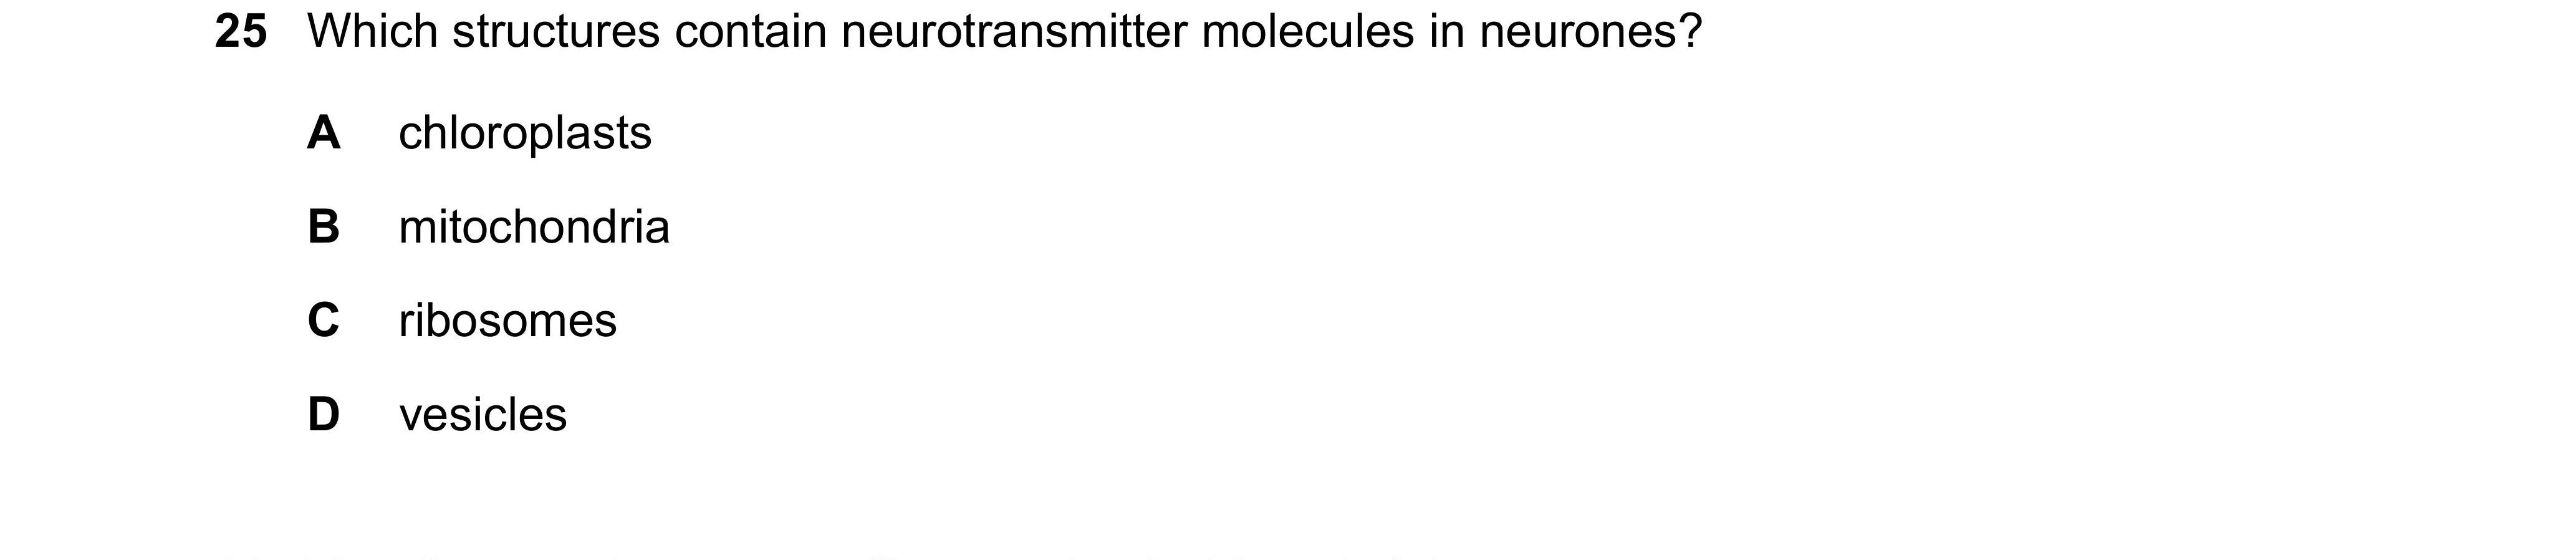 25 Which structures contain neurotransmitter molecules in neurones?
A chloroplasts
B mitochondria
C ribosomes
D vesicles